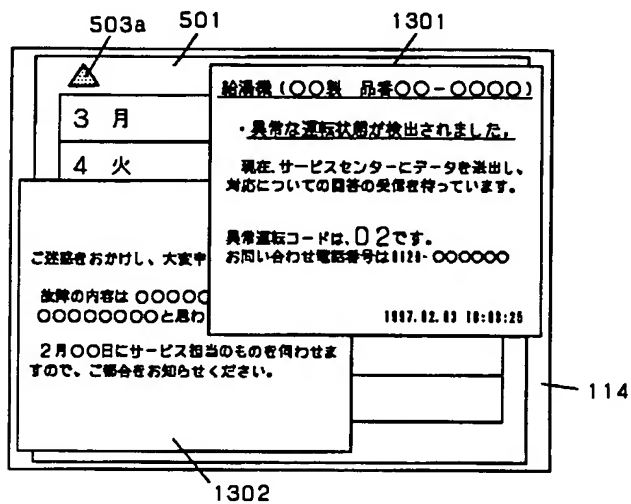 503a
501
1301
3 月
4 火
給湯機(○○製 品番○○-○○○○)
・異常な運転状態が検出されました。
現在、サービスセンターにデータを送出し、
対応についての回答の受信を待っています。
異常運転コードは、02です。
お問い合わせ電話番号は0120-○○○○○○
1997.02.03 10:08:25
ご迷惑をおかけし、大変申
故障の内容は ○○○○○
○○○○○○○○と思わ
2月○○日にサービス担当のものを伺わせま
すので、ご都合をお知らせください。
114
1302